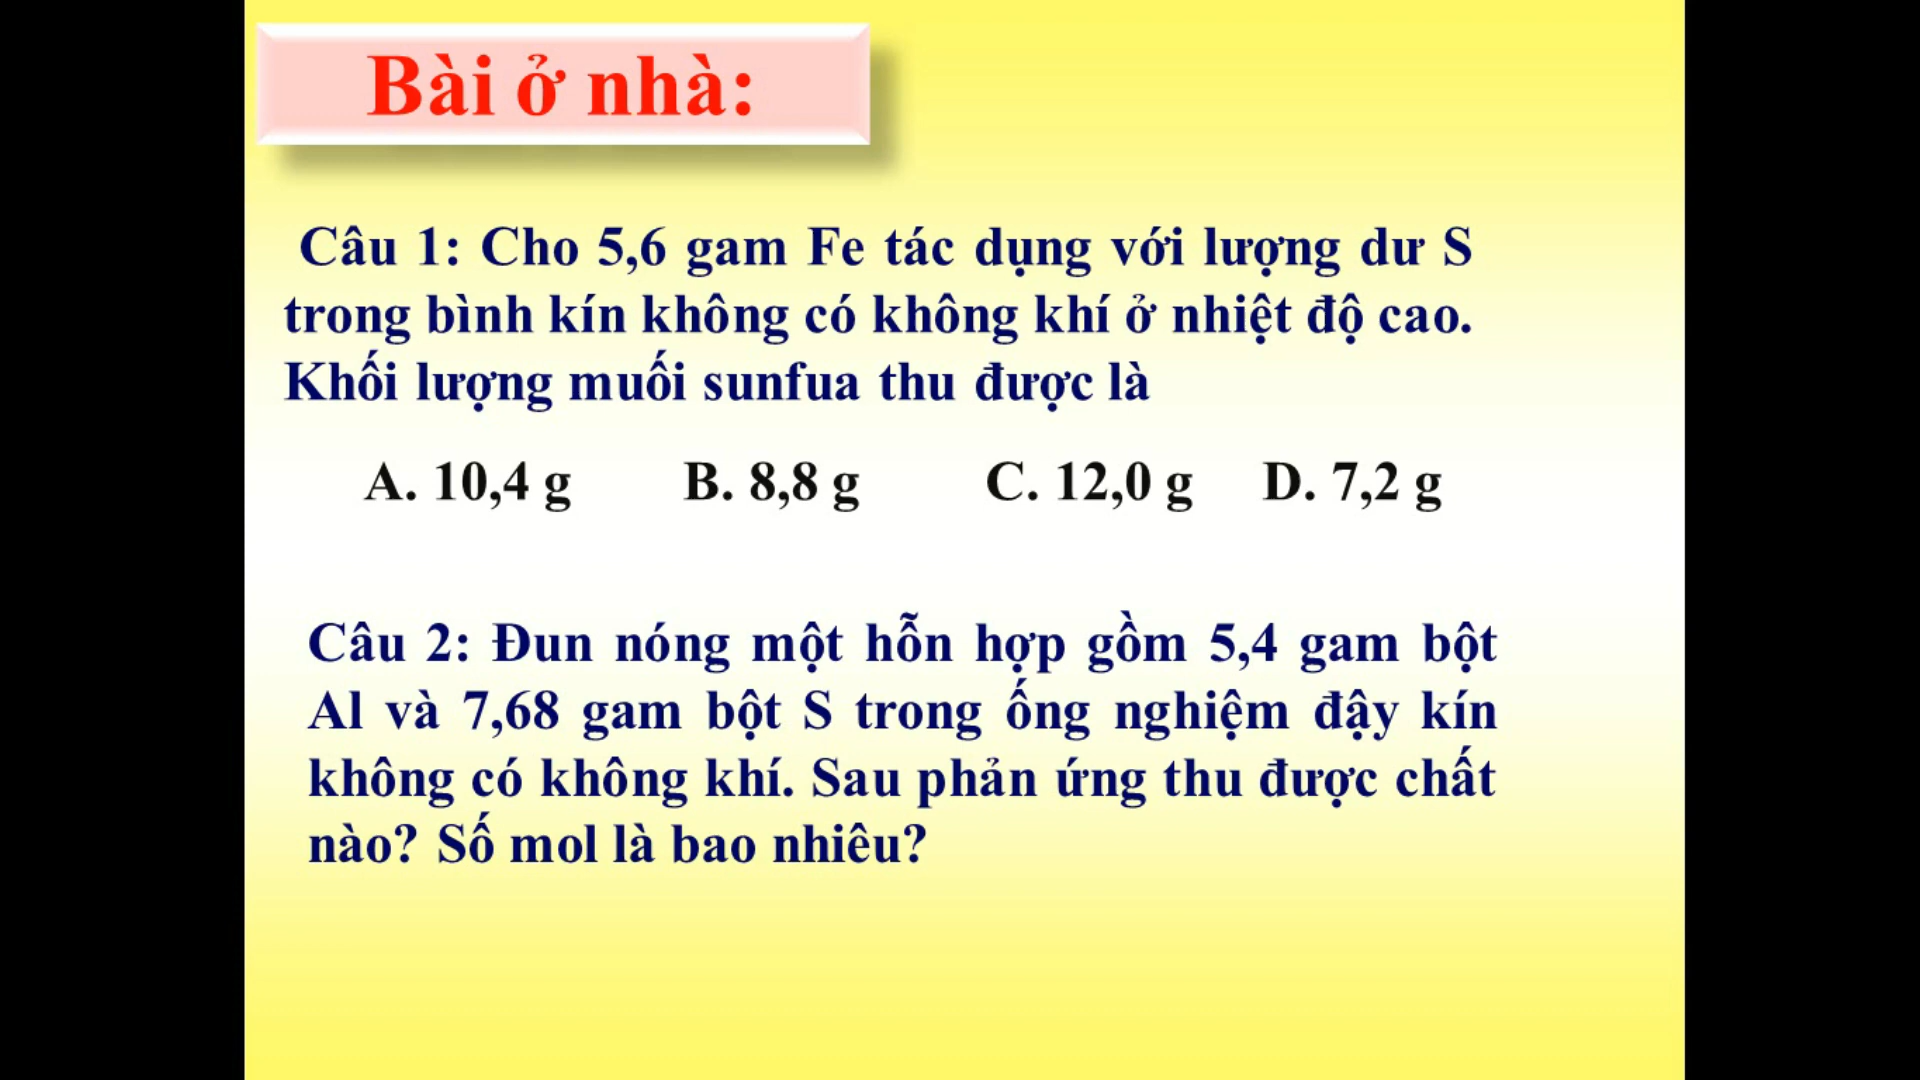 Bài ở nhà:
Câu 1: Cho 5,6 gam Fe tác dụng với lượng dư S
trong bình kín không có không khí ở nhiệt độ cao.
Khối lượng muối sunfua thu được là
A. 10,4 g B. 8,8 g C. 12,0 g D. 7,2 g
Câu 2: Đun nóng một hỗn hợp gồm 5,4 gam bột
Al và 7,68 gam bột S trong ống nghiệm đậy kín
không có không khí. Sau phản ứng thu được chất
nào? Số mol là bao nhiêu?